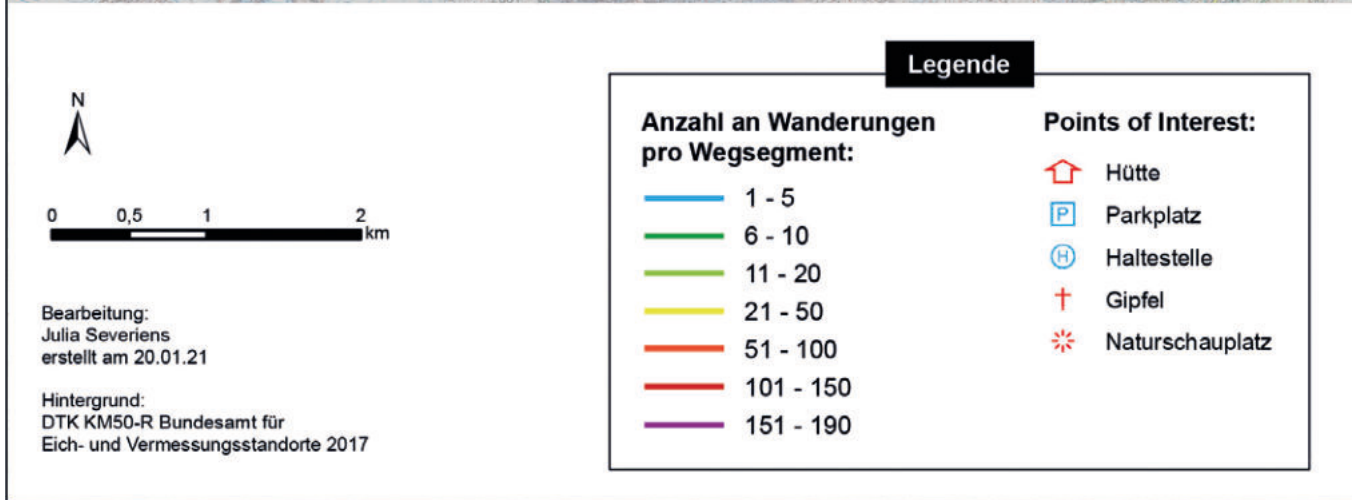 N
0 0,5 1 2
km
Bearbeitung:
Julia Severiens
erstellt am 20.01.21
Hintergrund:
DTK KM50-R Bundesamt für
Eich- und Vermessungsstandorte 2017
Legende
Anzahl an Wanderungen
pro Wegsegment:
1 - 5
6 - 10
11 - 20
21 - 50
51 - 100
101 - 150
151 - 190
Points of Interest:
Hütte
P Parkplatz
H Haltestelle
Gipfel
Naturschauplatz